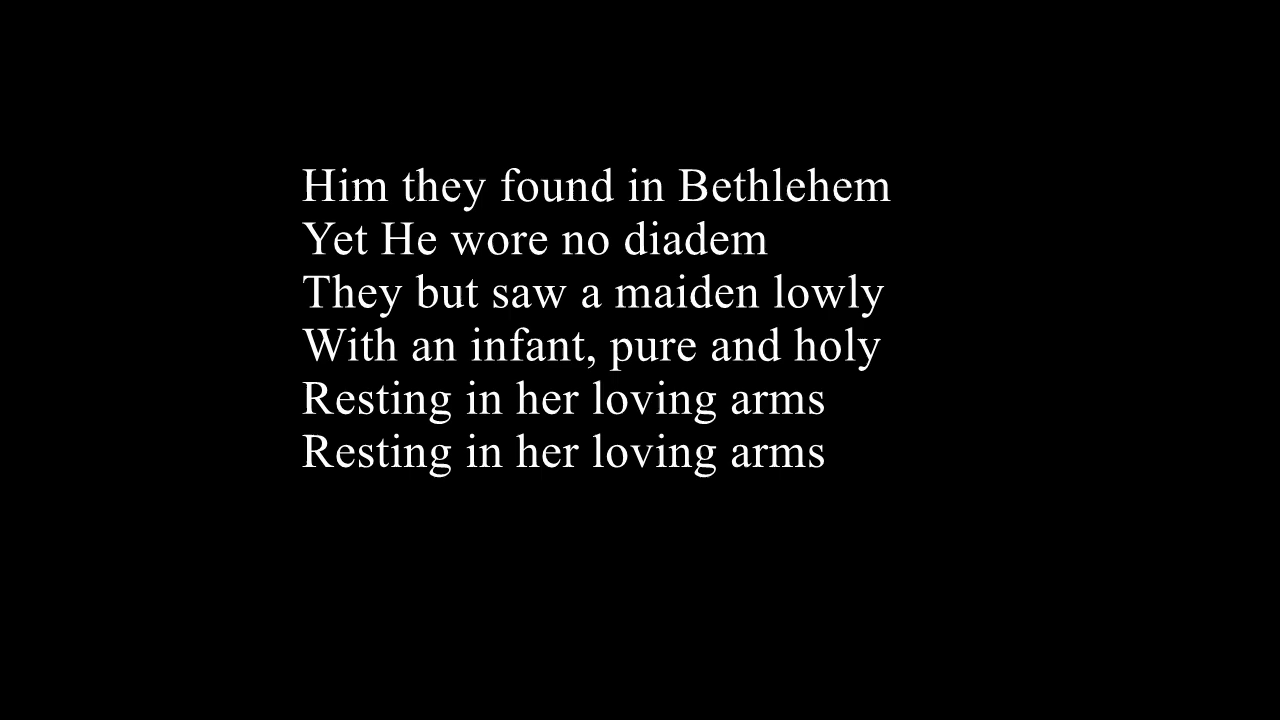 Him they found in Bethlehem
Yet He wore no diadem
They but saw a maiden lowly
With an infant, pure and holy
Resting in her loving arms
Resting in her loving arms